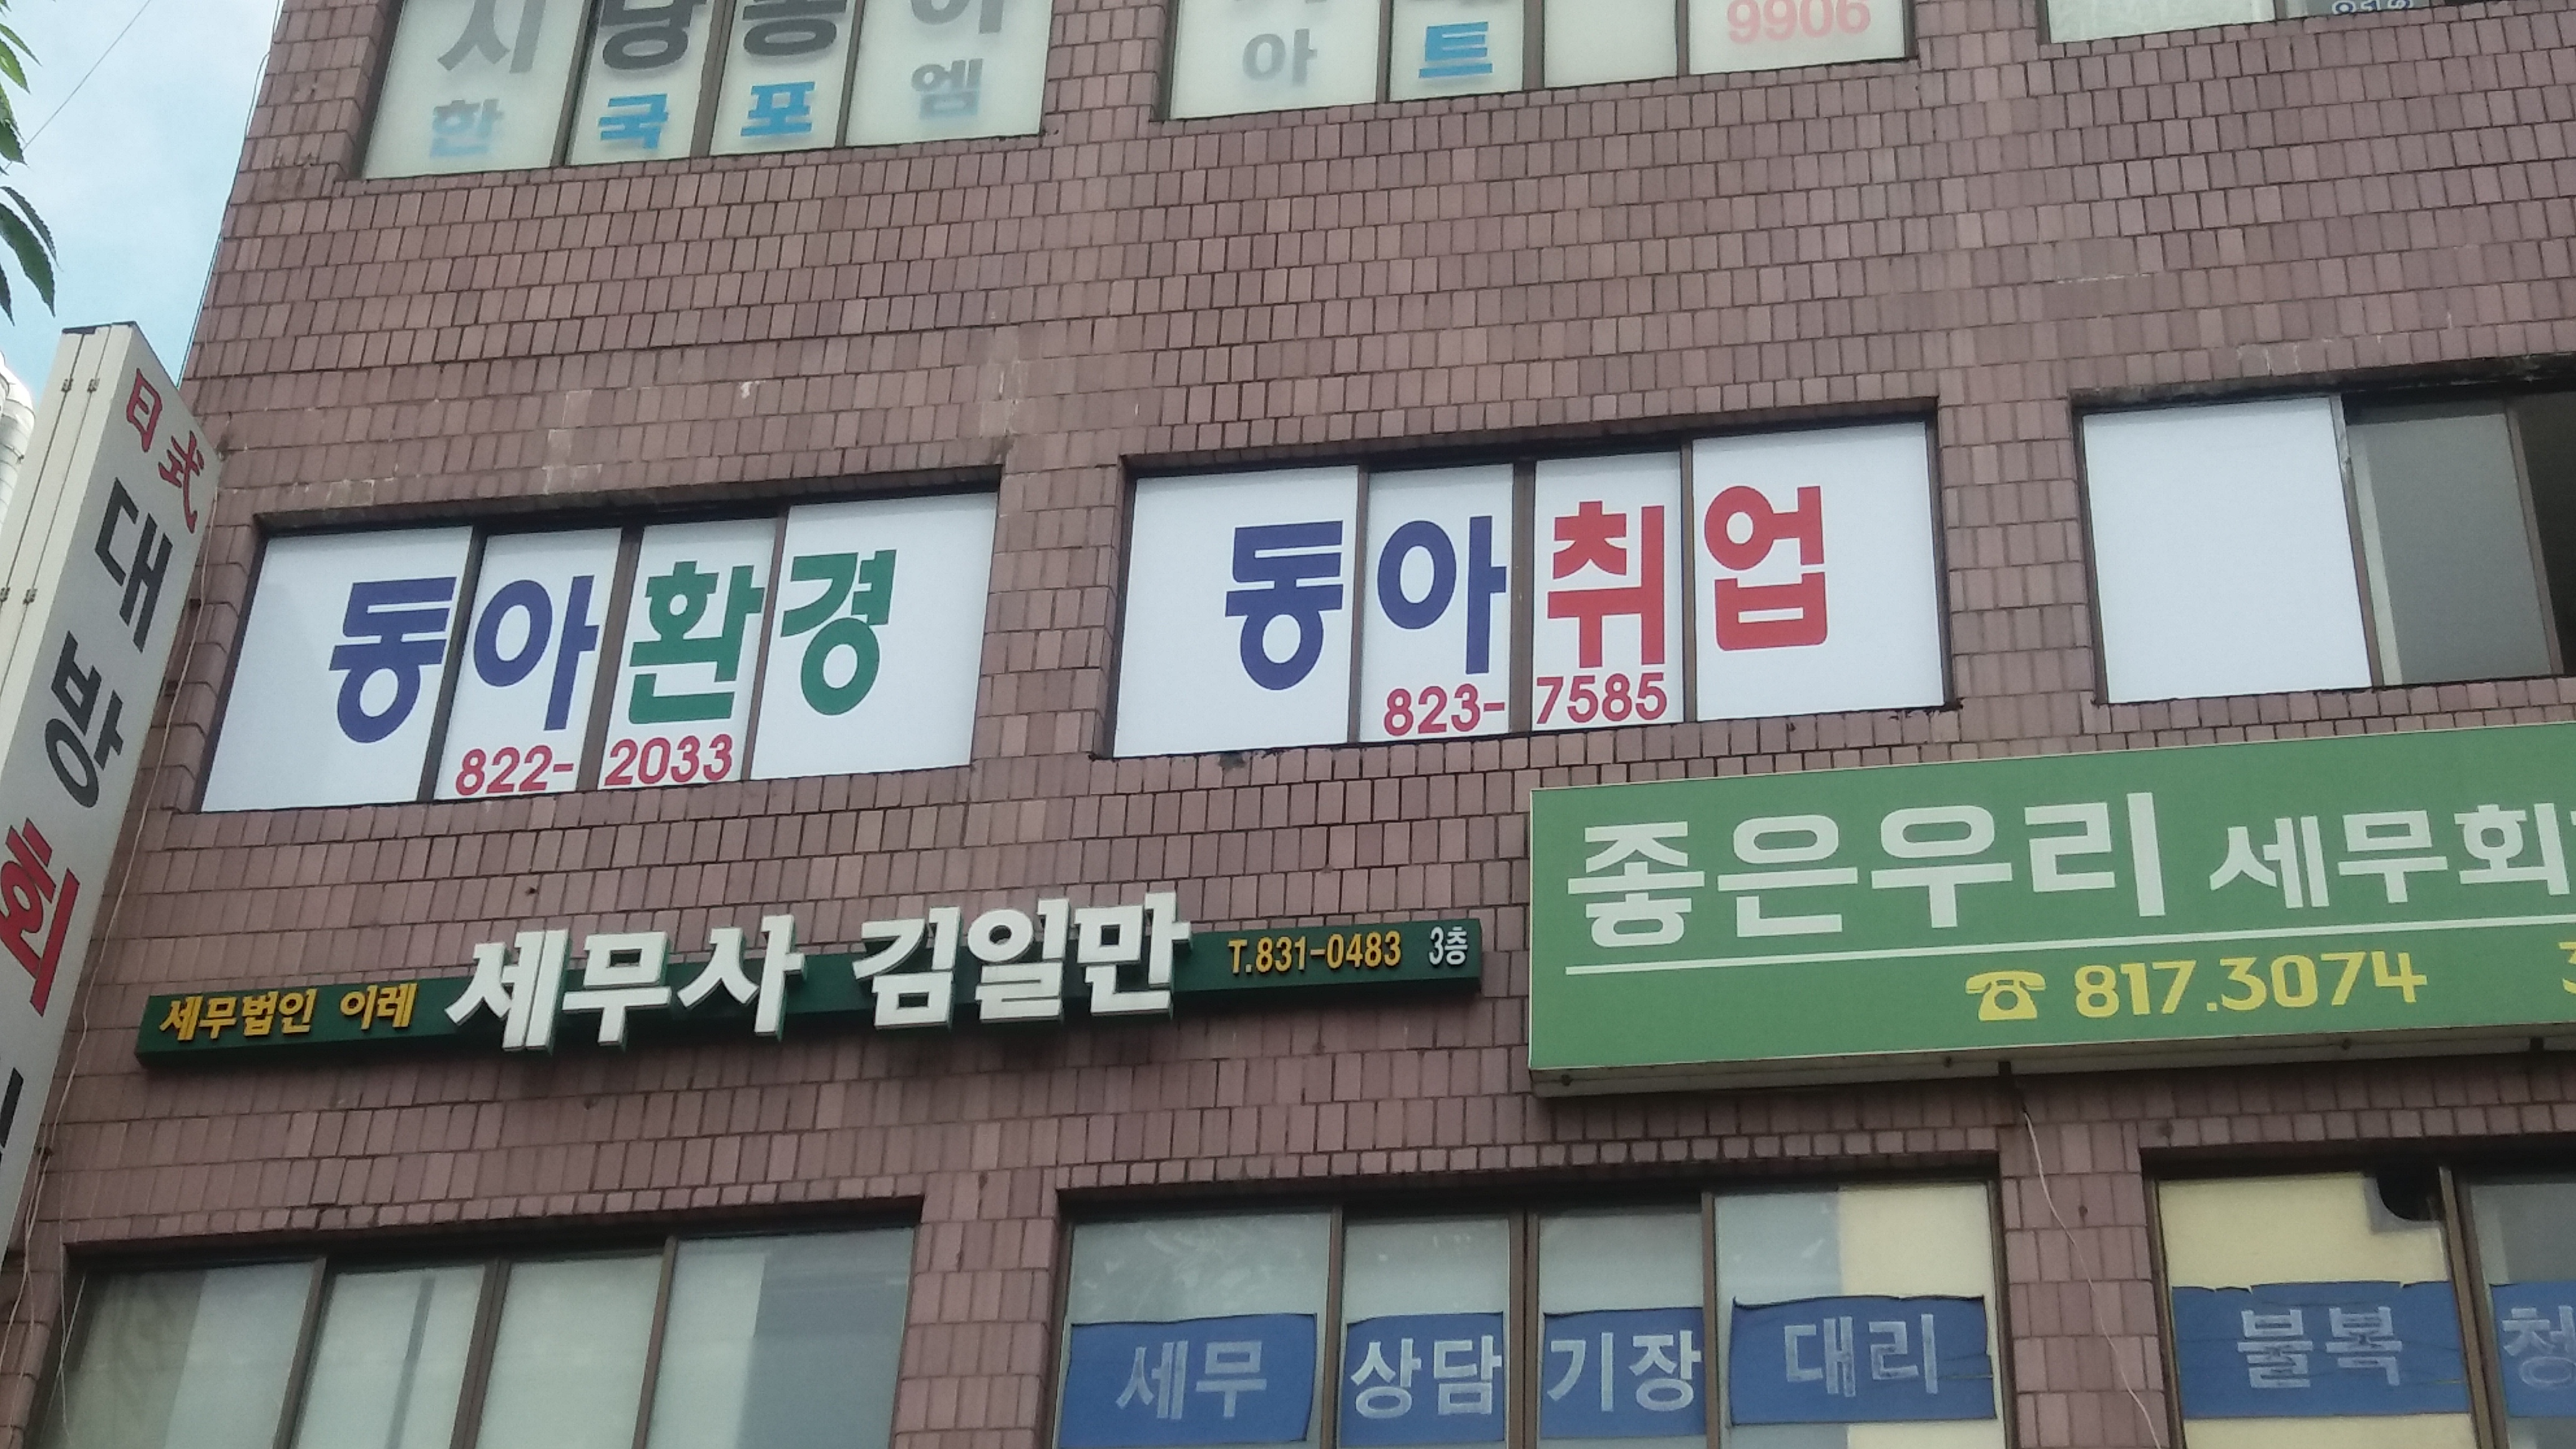 한국포엠
아트
9906
日式
대방
동아환경
822-2033
동아취업
823-7585
세무법인 이레 세무사 김일만 T.831-0483 3층
좋은우리 세무회
817.3074
세무 상담 기장 대리
불복 청